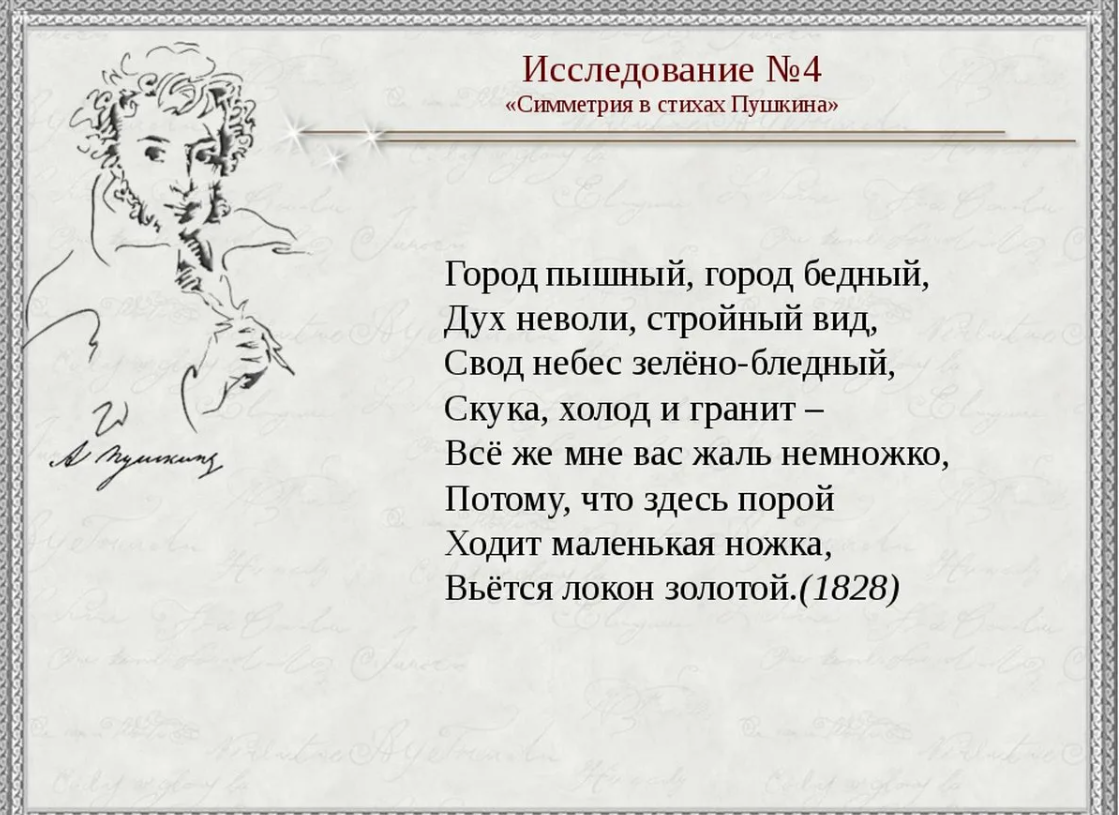 Исследование №4
«Симметрия в стихах Пушкина»
Город пышный, город бедный,
Дух неволи, стройный вид,
Свод небес зелёно-бледный,
Скука, холод и гранит –
Всё же мне вас жаль немножко,
Потому, что здесь порой
Ходит маленькая ножка,
Вьётся локон золотой.(1828)
А Пушкинъ